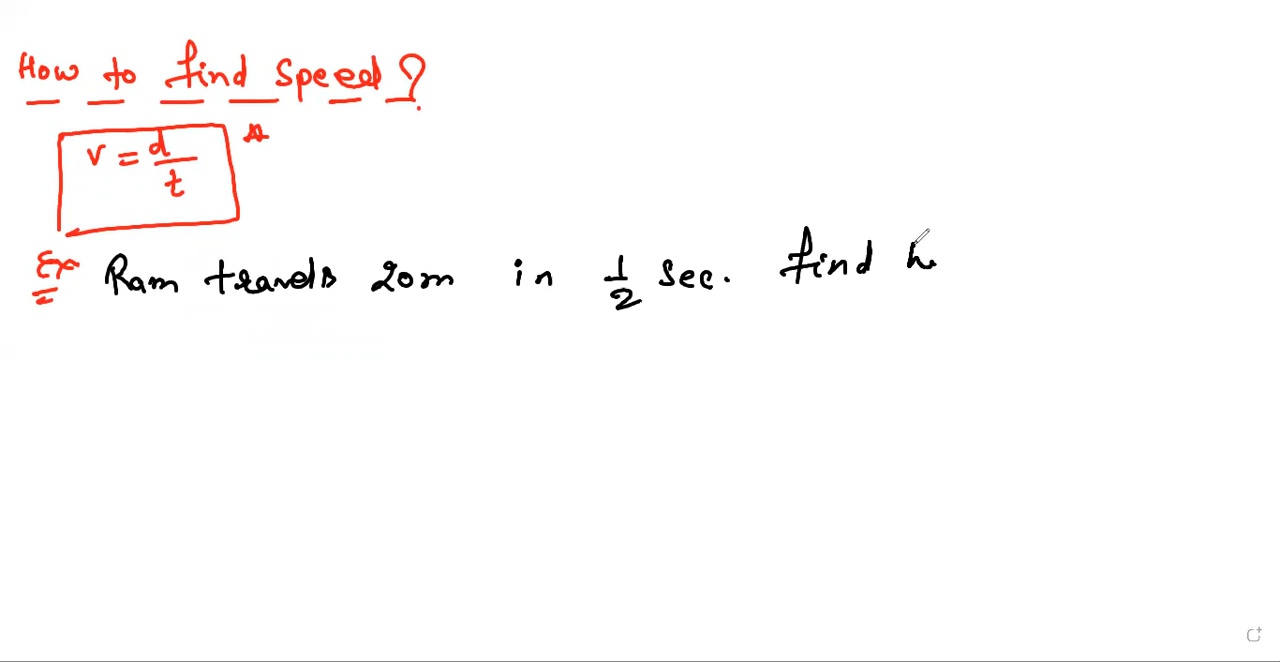 How to find Speed?
v = d/t
Ex Ram travels 20m in 1/2 sec. find h